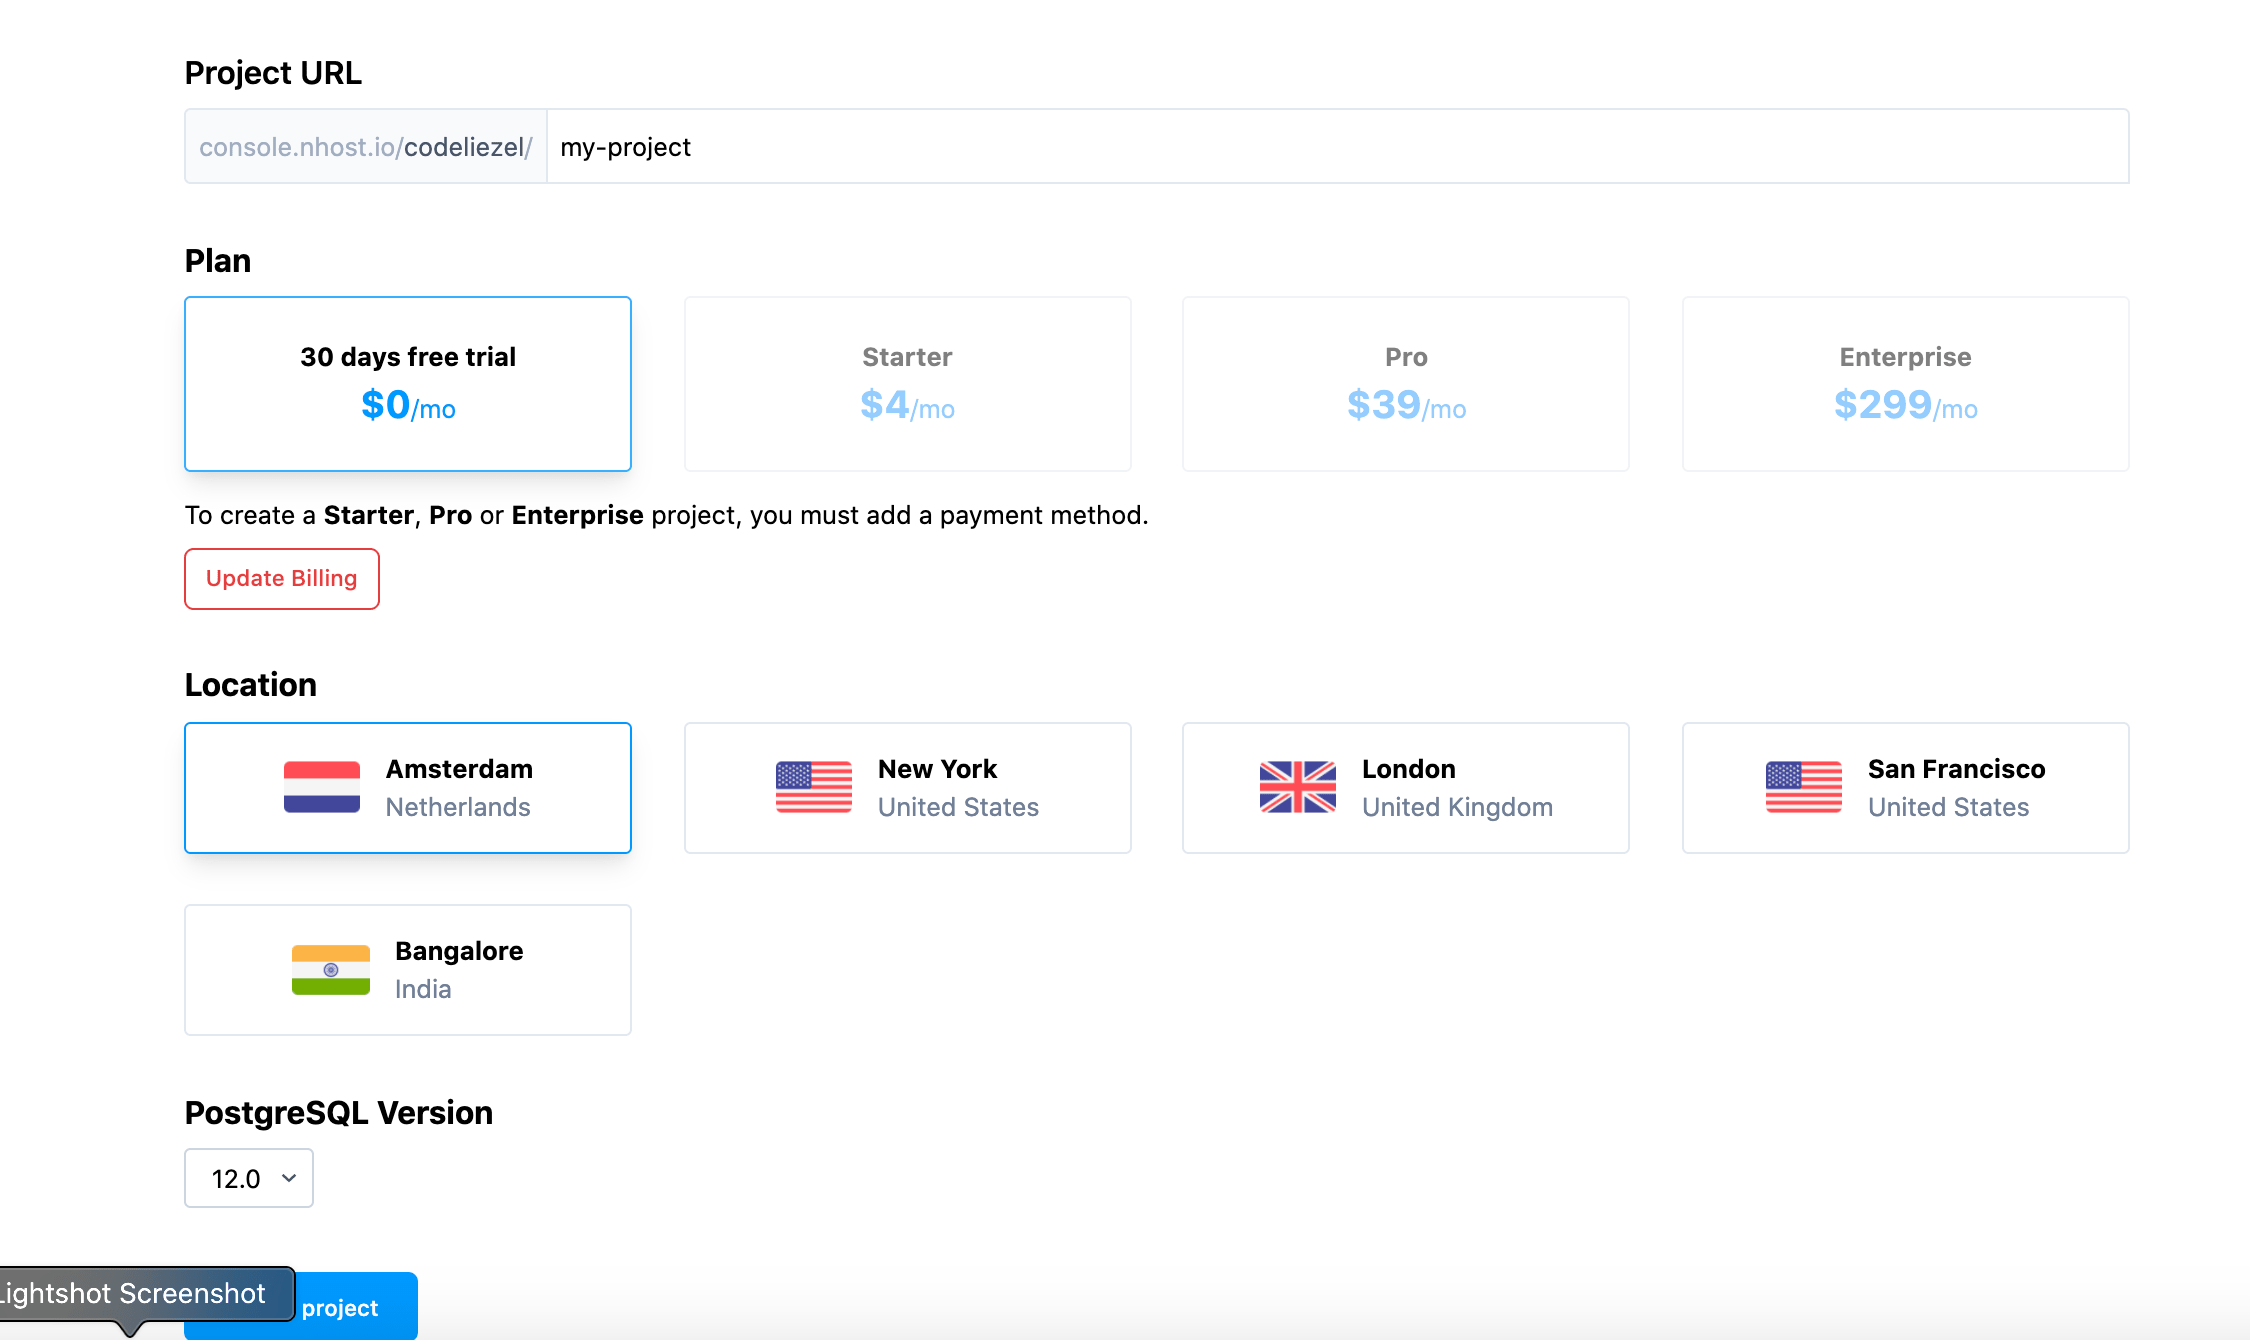 Project URL
console.nhost.io/codeliezel/ my-project
Plan
30 days free trial
$0/mo
Starter
$4/mo
Pro
$39/mo
Enterprise
$299/mo
To create a Starter, Pro or Enterprise project, you must add a payment method.
Update Billing
Location
Amsterdam
Netherlands
New York
United States
London
United Kingdom
San Francisco
United States
Bangalore
India
PostgreSQL Version
12.0
Lightshot Screenshot
project